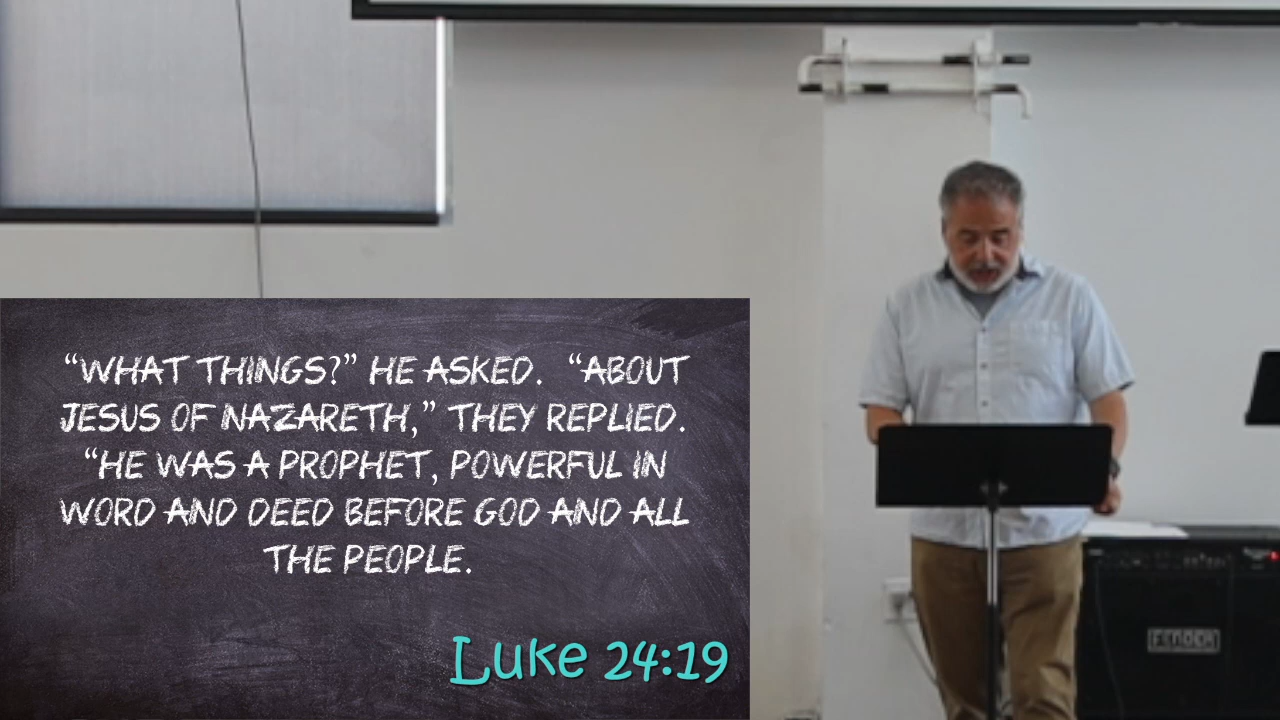 “WHAT THINGS?” HE ASKED. “ABOUT
JESUS OF NAZARETH,” THEY REPLIED.
“HE WAS A PROPHET, POWERFUL IN
WORD AND DEED BEFORE GOD AND ALL
THE PEOPLE.
Luke 24:19
FENDER